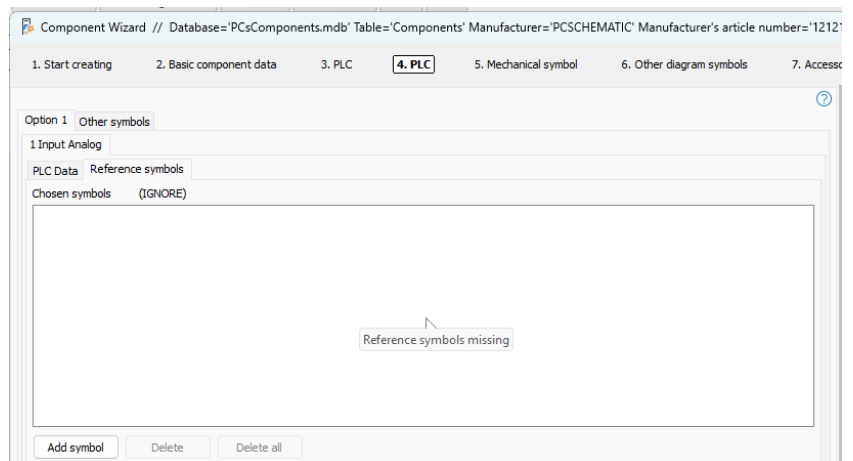 Component Wizard // Database='PCsComponents.mdb' Table='Components' Manufacturer='PCSCHEMATIC' Manufacturer's article number='12121
1. Start creating 2. Basic component data 3. PLC 4. PLC 5. Mechanical symbol 6. Other diagram symbols 7. Accesso
?
Option 1 Other symbols
1 Input Analog
PLC Data Reference symbols
Chosen symbols (IGNORE)
Reference symbols missing
Add symbol Delete Delete all